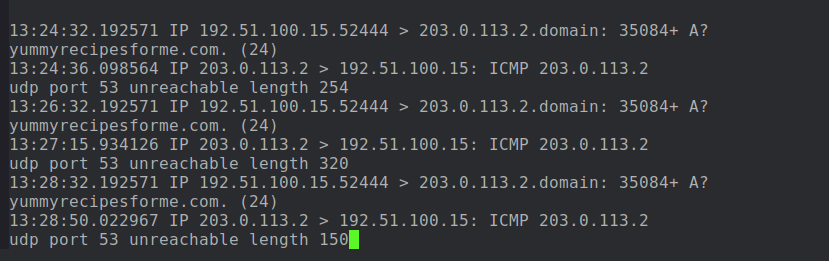 13:24:32.192571 IP 192.51.100.15.52444 > 203.0.113.2.domain: 35084+ A?
yummyrecipesforme.com. (24)
13:24:36.098564 IP 203.0.113.2 > 192.51.100.15: ICMP 203.0.113.2
udp port 53 unreachable length 254
13:26:32.192571 IP 192.51.100.15.52444 > 203.0.113.2.domain: 35084+ A?
yummyrecipesforme.com. (24)
13:27:15.934126 IP 203.0.113.2 > 192.51.100.15: ICMP 203.0.113.2
udp port 53 unreachable length 320
13:28:32.192571 IP 192.51.100.15.52444 > 203.0.113.2.domain: 35084+ A?
yummyrecipesforme.com. (24)
13:28:50.022967 IP 203.0.113.2 > 192.51.100.15: ICMP 203.0.113.2
udp port 53 unreachable length 150